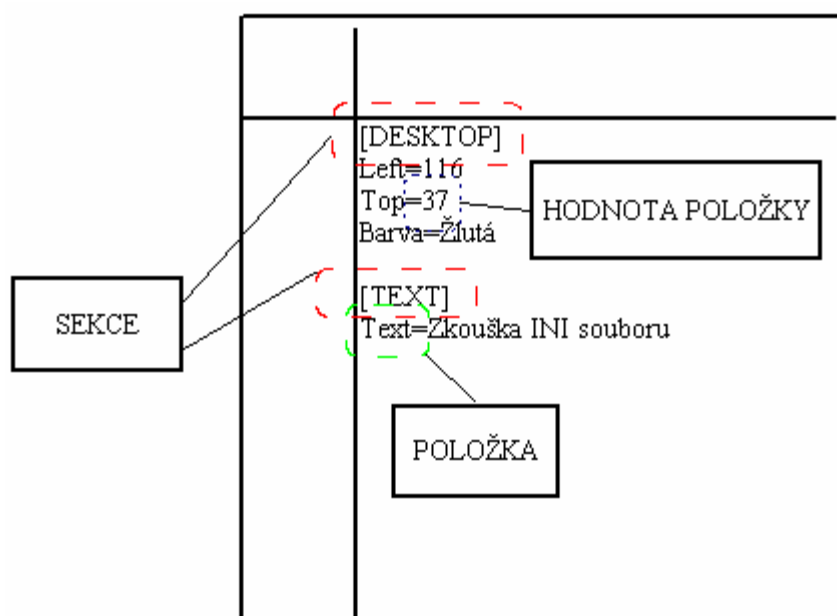 [DESKTOP]
Left=116
Top=37
HODNOTA POLOŽKY
Barva=Žlutá
SEKCE
[TEXT]
Text=Zkouška INI souboru
POLOŽKA